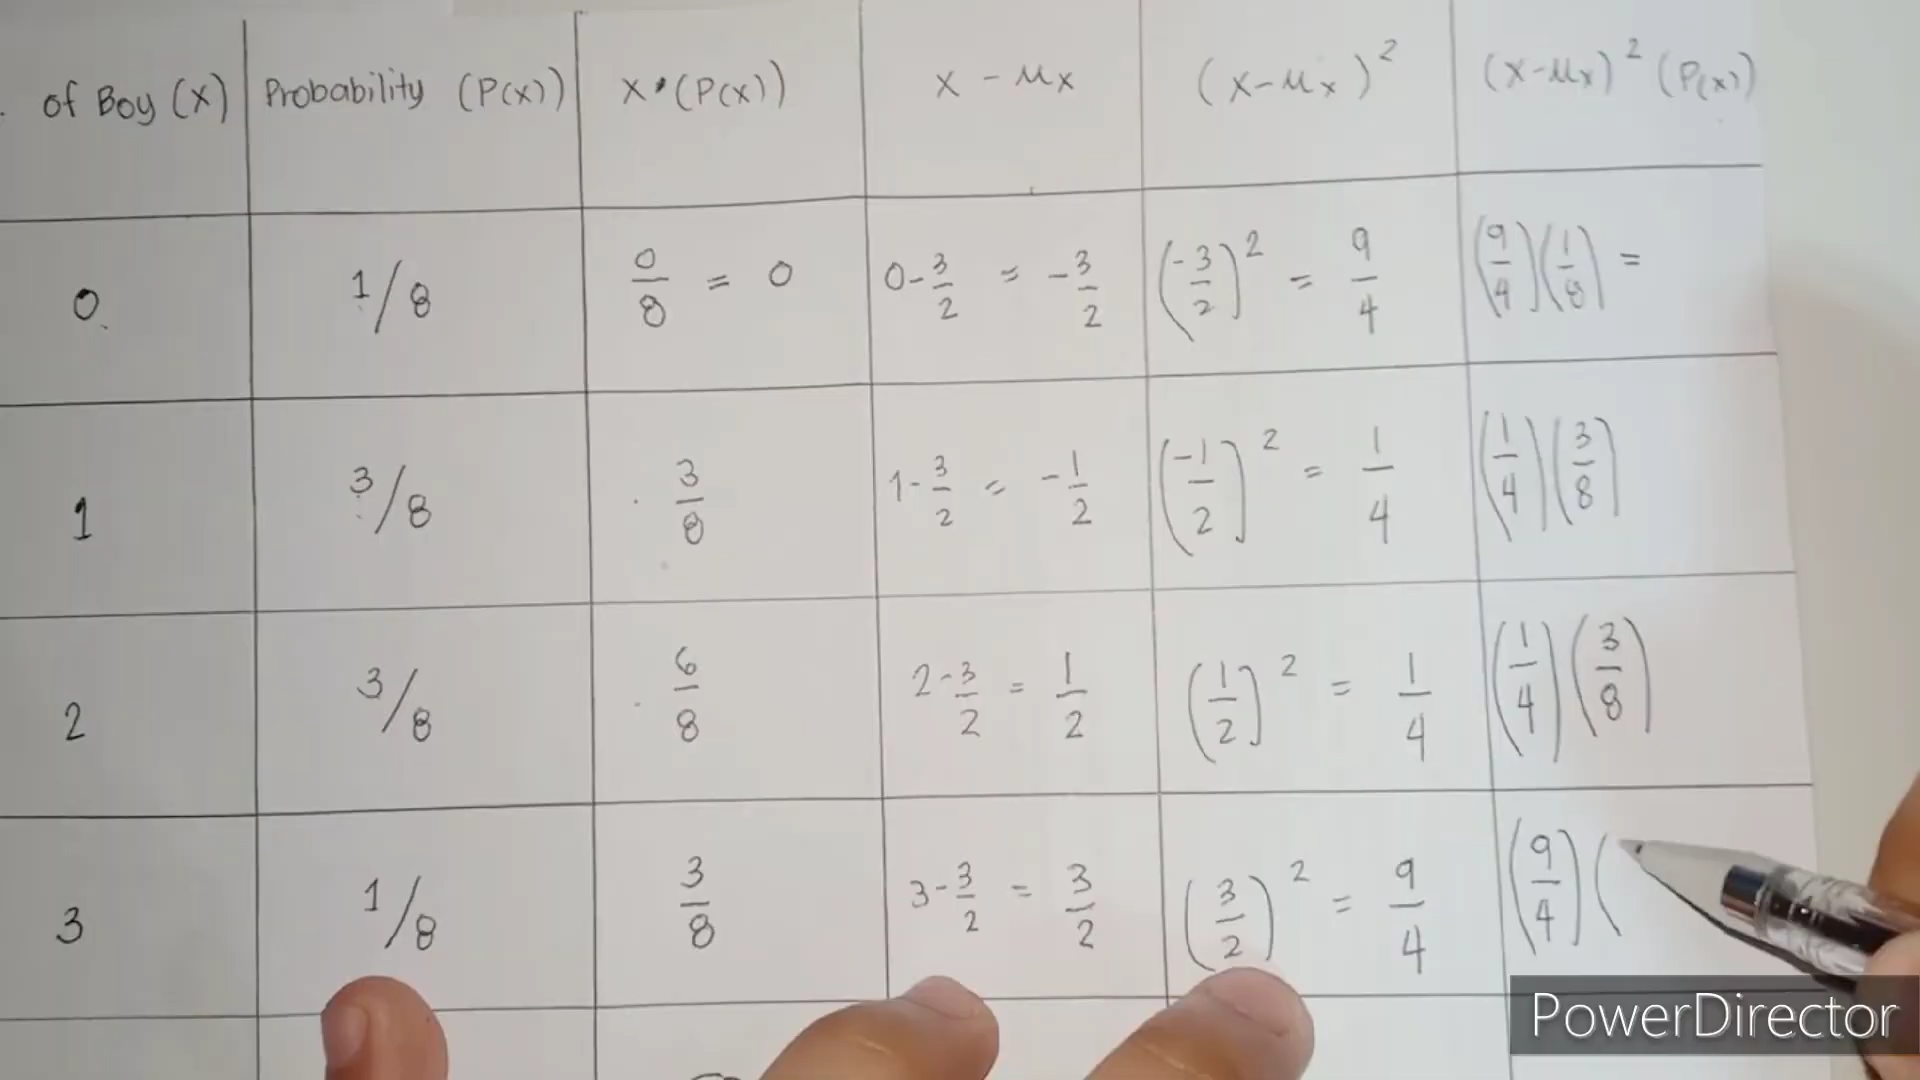 . of Boy (X) Probability (P(x)) X•(P(x)) X - μx (X-μx)² (X-μx)² (P(x))
0 1/8 0/8 = 0 0-3/2 = -3/2 (-3/2)² = 9/4 (9/4)(1/8) =
1 3/8 3/8 1-3/2 = -1/2 (-1/2)² = 1/4 (1/4)(3/8)
2 3/8 6/8 2-3/2 = 1/2 (1/2)² = 1/4 (1/4)(3/8)
3 1/8 3/8 3-3/2 = 3/2 (3/2)² = 9/4 (9/4)(
PowerDirector